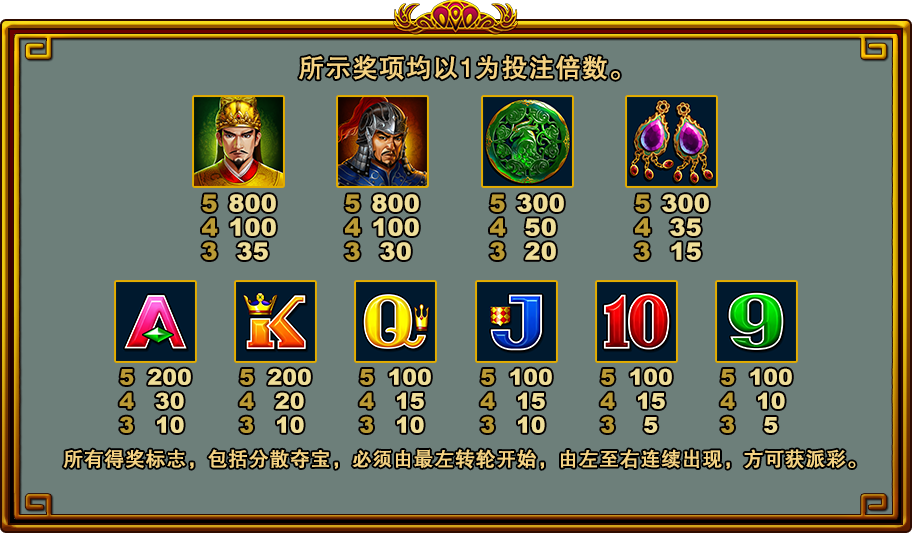 所示奖项均以1为投注倍数。
5 800 5 800 5 300 5 300
4 100 4 100 4 50 4 35
3 35 3 30 3 20 3 15
A K Q J 10 9
5 200 5 200 5 100 5 100 5 100 5 100
4 30 4 20 4 15 4 15 4 15 4 10
3 10 3 10 3 10 3 10 3 5 3 5
所有得奖标志，包括分散夺宝，必须由最左转轮开始，由左至右连续出现，方可获派彩。